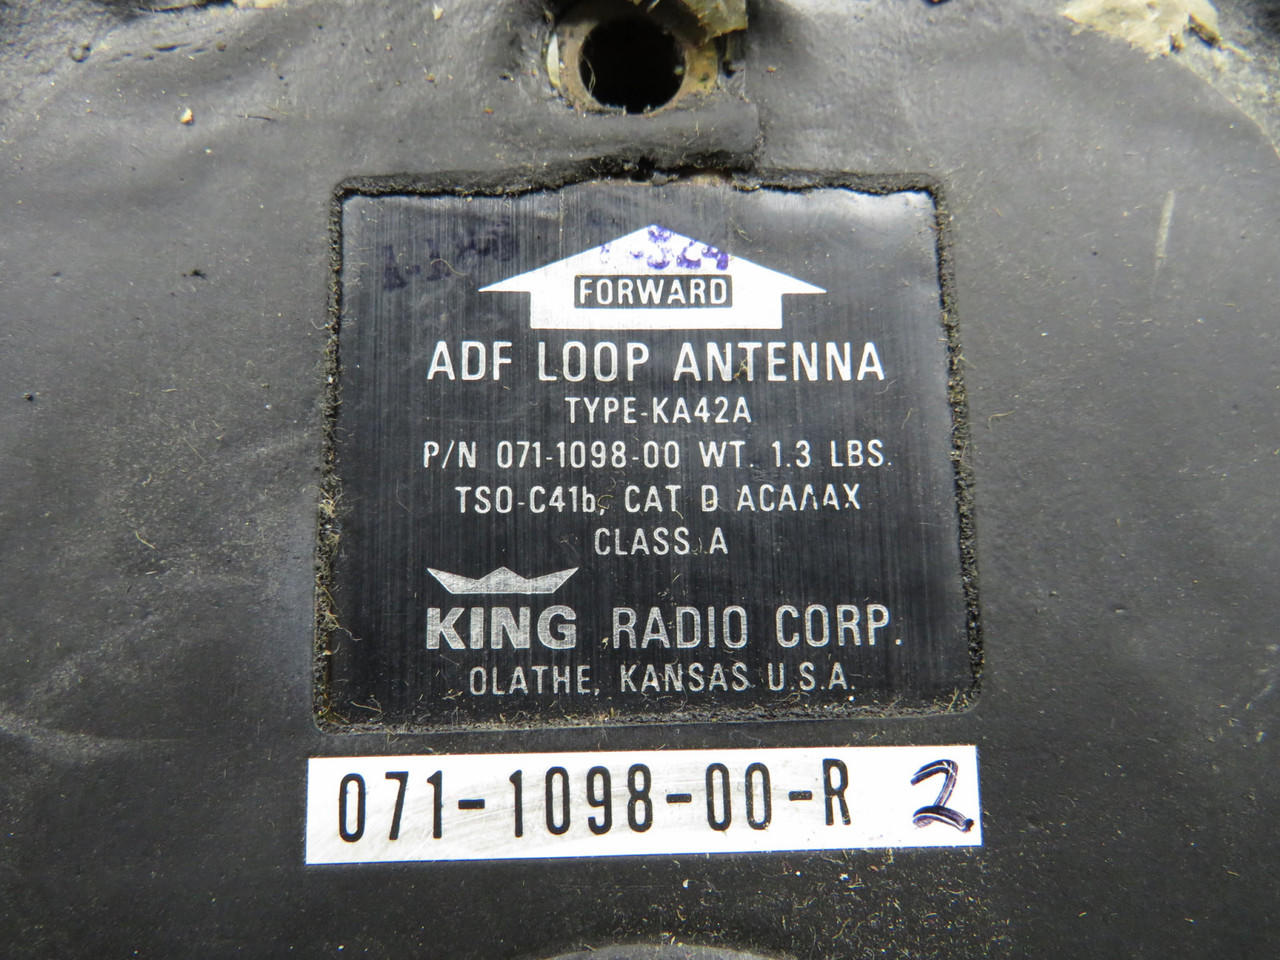 FORWARD
ADF LOOP ANTENNA
TYPE-KA42A
P/N 071-1098-00 WT. 1.3 LBS.
TSO-C41b, CAT D ACAΛAX
CLASS A
KING RADIO CORP.
OLATHE, KANSAS U.S.A.
071-1098-00-R 2